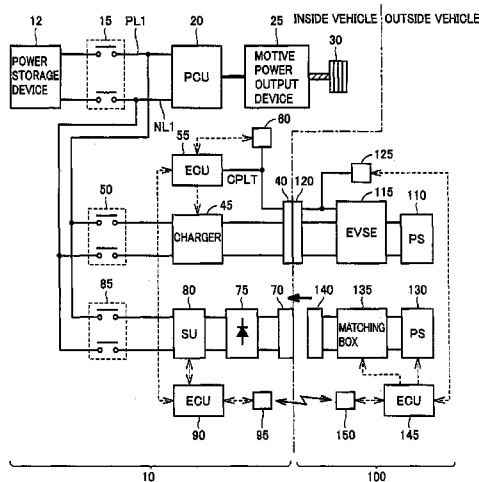 INSIDE VEHICLE OUTSIDE VEHICLE
12 15 PL1 20 25 30
POWER STORAGE DEVICE
PCU
MOTIVE POWER OUTPUT DEVICE
NL1
55 60
ECU
CPLT
125
50 45 40 120 115 110
CHARGER
EVSE
PS
85 80 75 70 140 135 130
SU
MATCHING BOX
PS
ECU
ECU
90 95 150 145
10 100